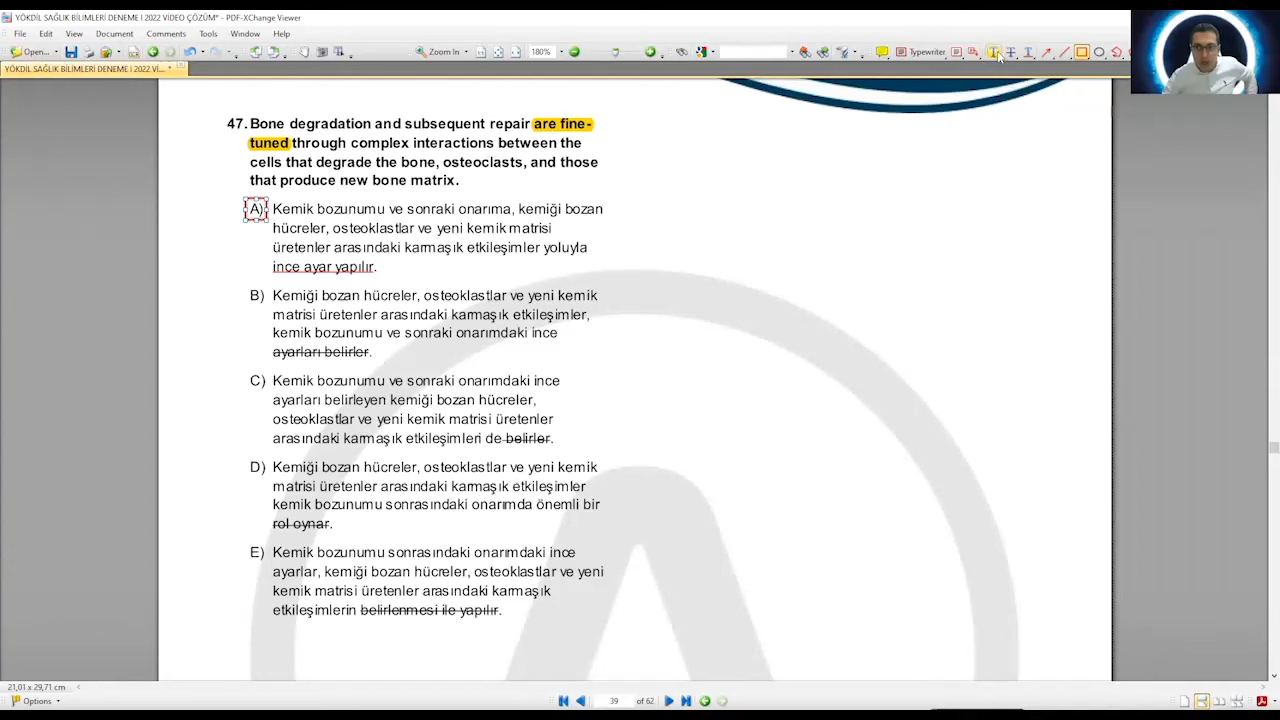 YÖKDİL SAĞLIK BİLİMLERİ DENEME I 2022 VİDEO ÇÖZÜM* - PDF-XChange Viewer
File Edit View Document Comments Tools Window Help
Open... Zoom In 180% Typewriter
YÖKDİL SAĞLIK BİLİMLERİ DENEME I 2022 Vİ... *
47. Bone degradation and subsequent repair are fine-
tuned through complex interactions between the
cells that degrade the bone, osteoclasts, and those
that produce new bone matrix.
A) Kemik bozunumu ve sonraki onarıma, kemiği bozan
hücreler, osteoklastlar ve yeni kemik matrisi
üretenler arasındaki karmaşık etkileşimler yoluyla
ince ayar yapılır.
B) Kemiği bozan hücreler, osteoklastlar ve yeni kemik
matrisi üretenler arasındaki karmaşık etkileşimler,
kemik bozunumu ve sonraki onarımdaki ince
ayarları belirler.
C) Kemik bozunumu ve sonraki onarımdaki ince
ayarları belirleyen kemiği bozan hücreler,
osteoklastlar ve yeni kemik matrisi üretenler
arasındaki karmaşık etkileşimleri de belirler.
D) Kemiği bozan hücreler, osteoklastlar ve yeni kemik
matrisi üretenler arasındaki karmaşık etkileşimler
kemik bozunumu sonrasındaki onarımda önemli bir
rol oynar.
E) Kemik bozunumu sonrasındaki onarımdaki ince
ayarlar, kemiği bozan hücreler, osteoklastlar ve yeni
kemik matrisi üretenler arasındaki karmaşık
etkileşimlerin belirlenmesi ile yapılır.
21,01 x 29,71 cm
Options 39 of 62